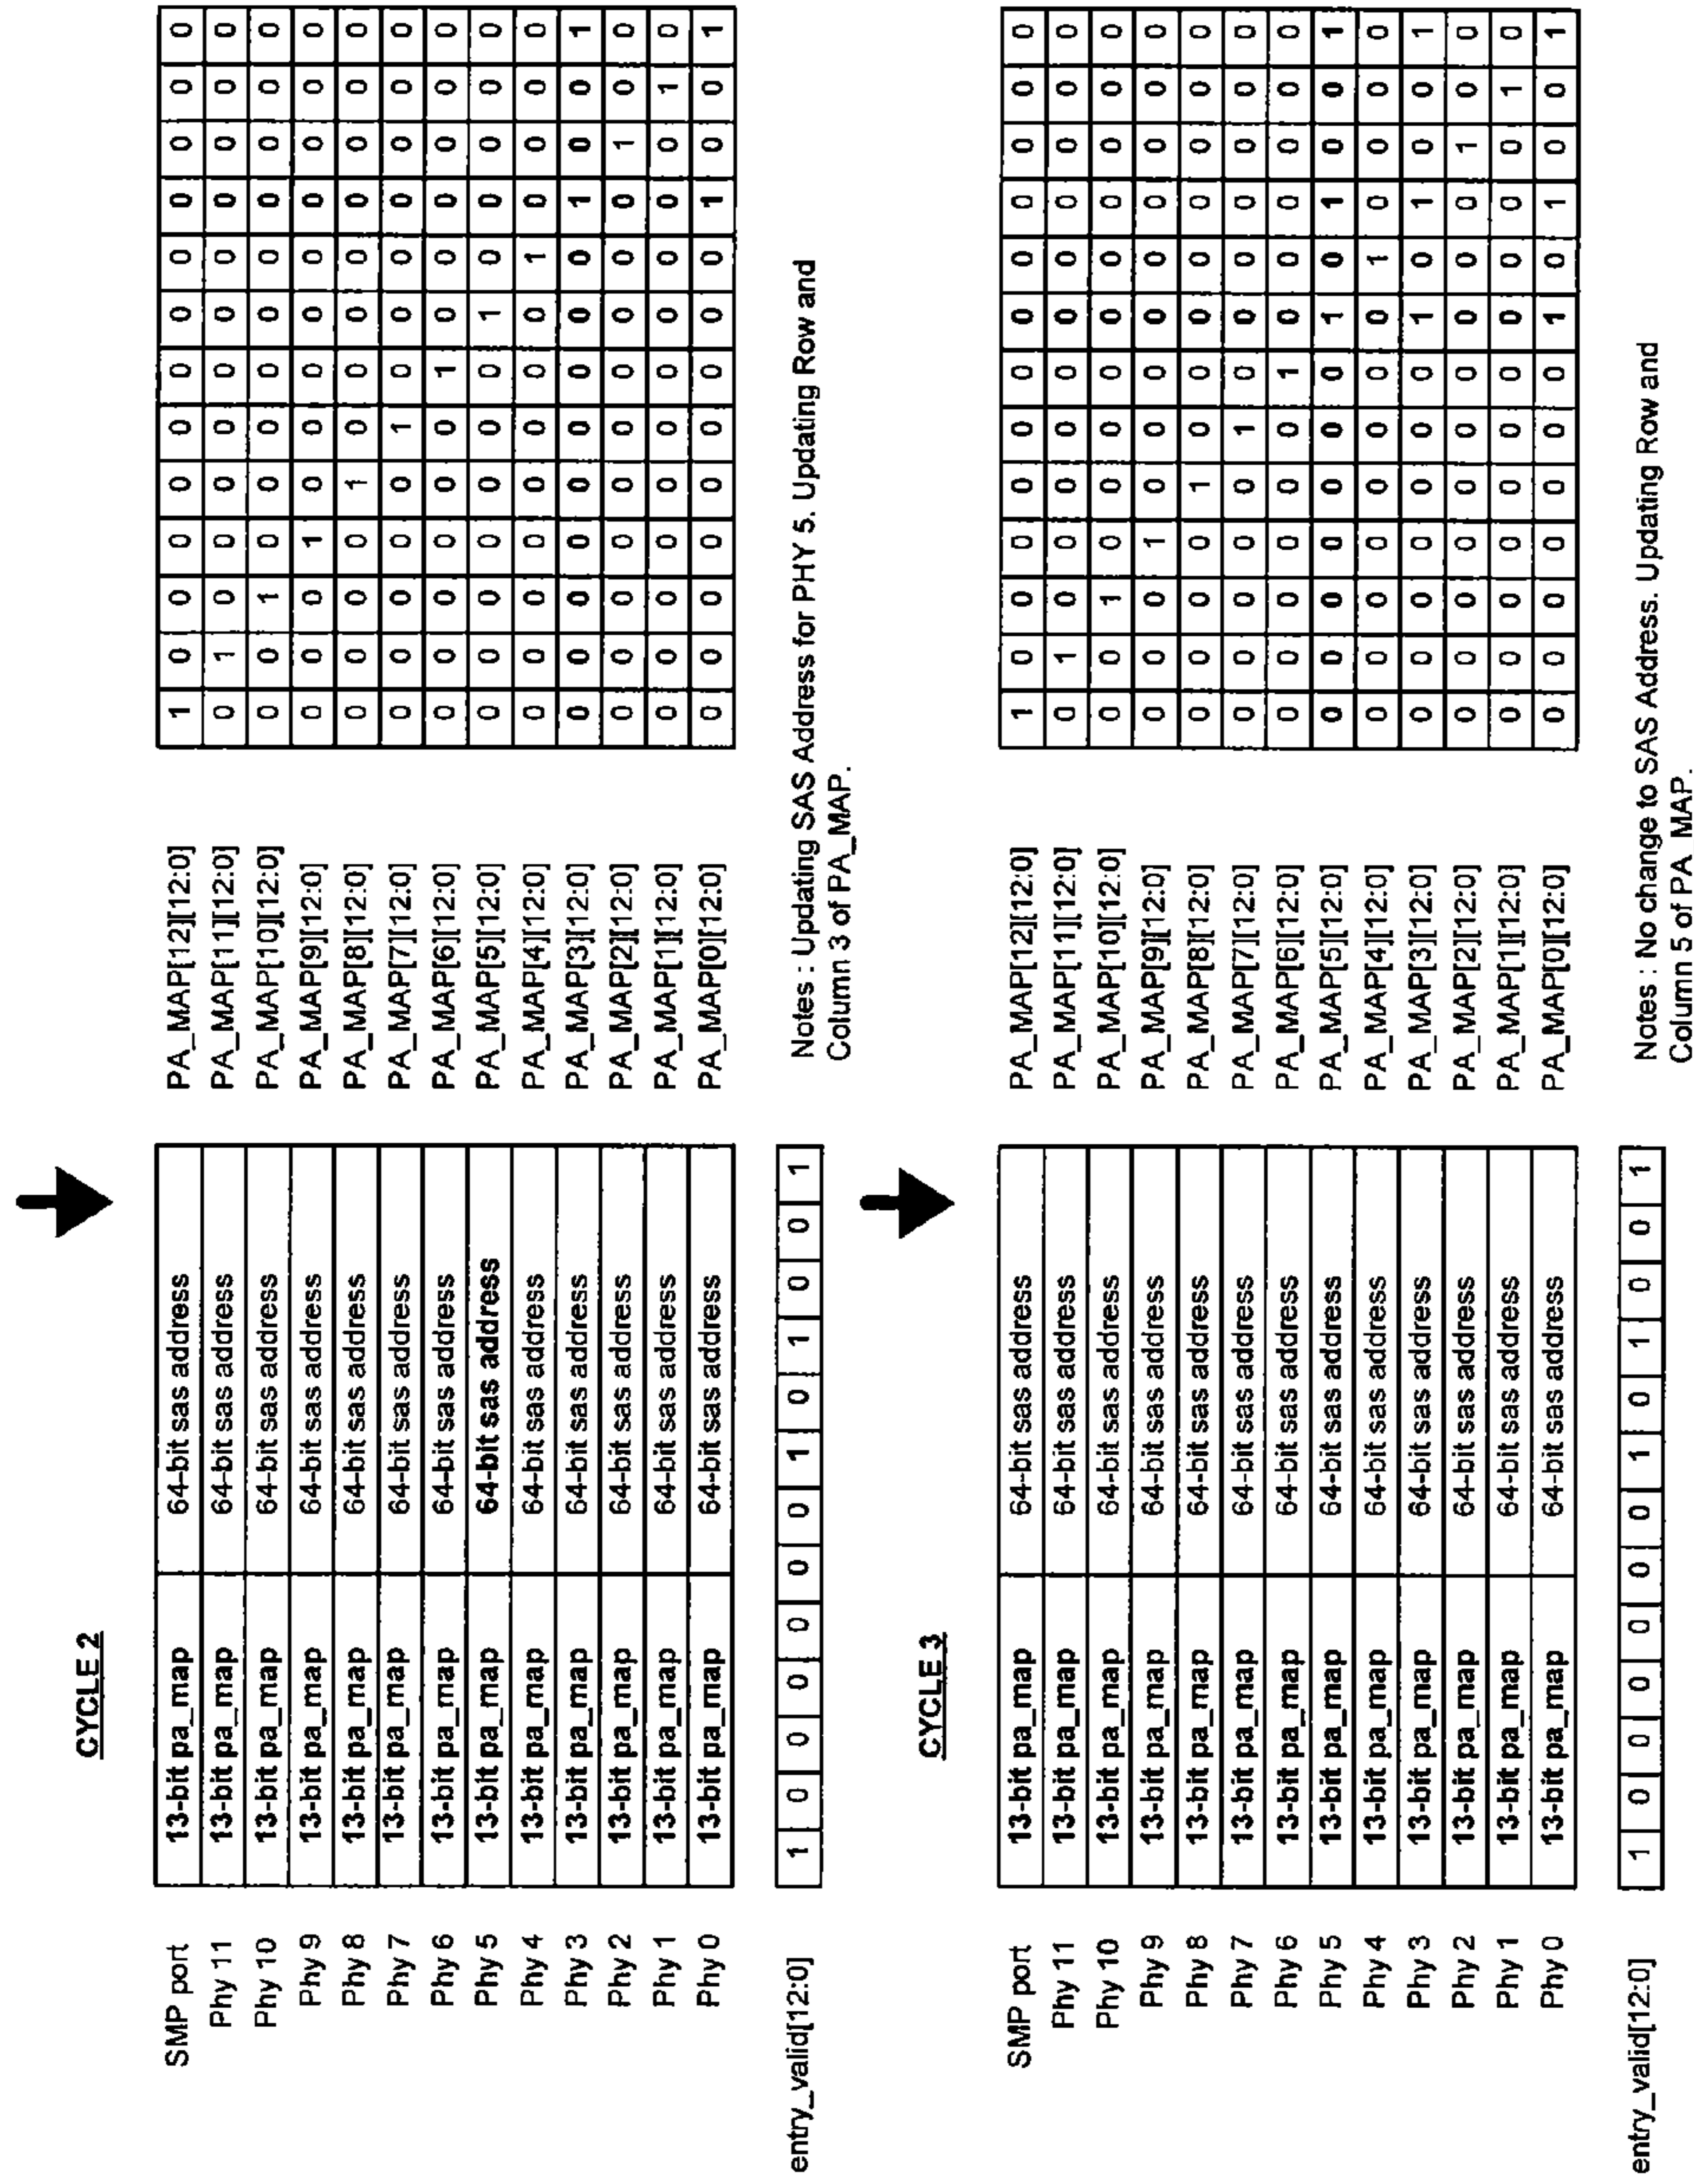 CYCLE 2
SMP port 13-bit pa_map 64-bit sas address PA_MAP[12][12:0] 1 0 0 0 0 0 0 0 0 0 0 0 0
Phy 11 13-bit pa_map 64-bit sas address PA_MAP[11][12:0] 0 1 0 0 0 0 0 0 0 0 0 0 0
Phy 10 13-bit pa_map 64-bit sas address PA_MAP[10][12:0] 0 0 1 0 0 0 0 0 0 0 0 0 0
Phy 9 13-bit pa_map 64-bit sas address PA_MAP[9][12:0] 0 0 0 1 0 0 0 0 0 0 0 0 0
Phy 8 13-bit pa_map 64-bit sas address PA_MAP[8][12:0] 0 0 0 0 1 0 0 0 0 0 0 0 0
Phy 7 13-bit pa_map 64-bit sas address PA_MAP[7][12:0] 0 0 0 0 0 1 0 0 0 0 0 0 0
Phy 6 13-bit pa_map 64-bit sas address PA_MAP[6][12:0] 0 0 0 0 0 0 1 0 0 0 0 0 0
Phy 5 13-bit pa_map 64-bit sas address PA_MAP[5][12:0] 0 0 0 0 0 0 0 1 0 0 0 0 0
Phy 4 13-bit pa_map 64-bit sas address PA_MAP[4][12:0] 0 0 0 0 0 0 0 0 1 0 0 0 0
Phy 3 13-bit pa_map 64-bit sas address PA_MAP[3][12:0] 0 0 0 0 0 0 0 0 0 1 0 0 1
Phy 2 13-bit pa_map 64-bit sas address PA_MAP[2][12:0] 0 0 0 0 0 0 0 0 0 0 1 0 0
Phy 1 13-bit pa_map 64-bit sas address PA_MAP[1][12:0] 0 0 0 0 0 0 0 0 0 0 0 1 0
Phy 0 13-bit pa_map 64-bit sas address PA_MAP[0][12:0] 0 0 0 0 0 0 0 0 0 1 0 0 1
entry_valid[12:0] 1 0 0 0 0 0 0 1 0 1 0 0 1
Notes : Updating SAS Address for PHY 5. Updating Row and
Column 3 of PA_MAP.
CYCLE 3
SMP port 13-bit pa_map 64-bit sas address PA_MAP[12][12:0] 1 0 0 0 0 0 0 0 0 0 0 0 0
Phy 11 13-bit pa_map 64-bit sas address PA_MAP[11][12:0] 0 1 0 0 0 0 0 0 0 0 0 0 0
Phy 10 13-bit pa_map 64-bit sas address PA_MAP[10][12:0] 0 0 1 0 0 0 0 0 0 0 0 0 0
Phy 9 13-bit pa_map 64-bit sas address PA_MAP[9][12:0] 0 0 0 1 0 0 0 0 0 0 0 0 0
Phy 8 13-bit pa_map 64-bit sas address PA_MAP[8][12:0] 0 0 0 0 1 0 0 0 0 0 0 0 0
Phy 7 13-bit pa_map 64-bit sas address PA_MAP[7][12:0] 0 0 0 0 0 1 0 0 0 0 0 0 0
Phy 6 13-bit pa_map 64-bit sas address PA_MAP[6][12:0] 0 0 0 0 0 0 1 0 0 0 0 0 0
Phy 5 13-bit pa_map 64-bit sas address PA_MAP[5][12:0] 0 0 0 0 0 0 0 1 0 1 0 0 1
Phy 4 13-bit pa_map 64-bit sas address PA_MAP[4][12:0] 0 0 0 0 0 0 0 0 1 0 0 0 0
Phy 3 13-bit pa_map 64-bit sas address PA_MAP[3][12:0] 0 0 0 0 0 0 0 1 0 1 0 0 1
Phy 2 13-bit pa_map 64-bit sas address PA_MAP[2][12:0] 0 0 0 0 0 0 0 0 0 0 1 0 0
Phy 1 13-bit pa_map 64-bit sas address PA_MAP[1][12:0] 0 0 0 0 0 0 0 0 0 0 0 1 0
Phy 0 13-bit pa_map 64-bit sas address PA_MAP[0][12:0] 0 0 0 0 0 0 0 1 0 1 0 0 1
entry_valid[12:0] 1 0 0 0 0 0 0 1 0 1 0 0 1
Notes : No change to SAS Address. Updating Row and
Column 5 of PA_MAP.